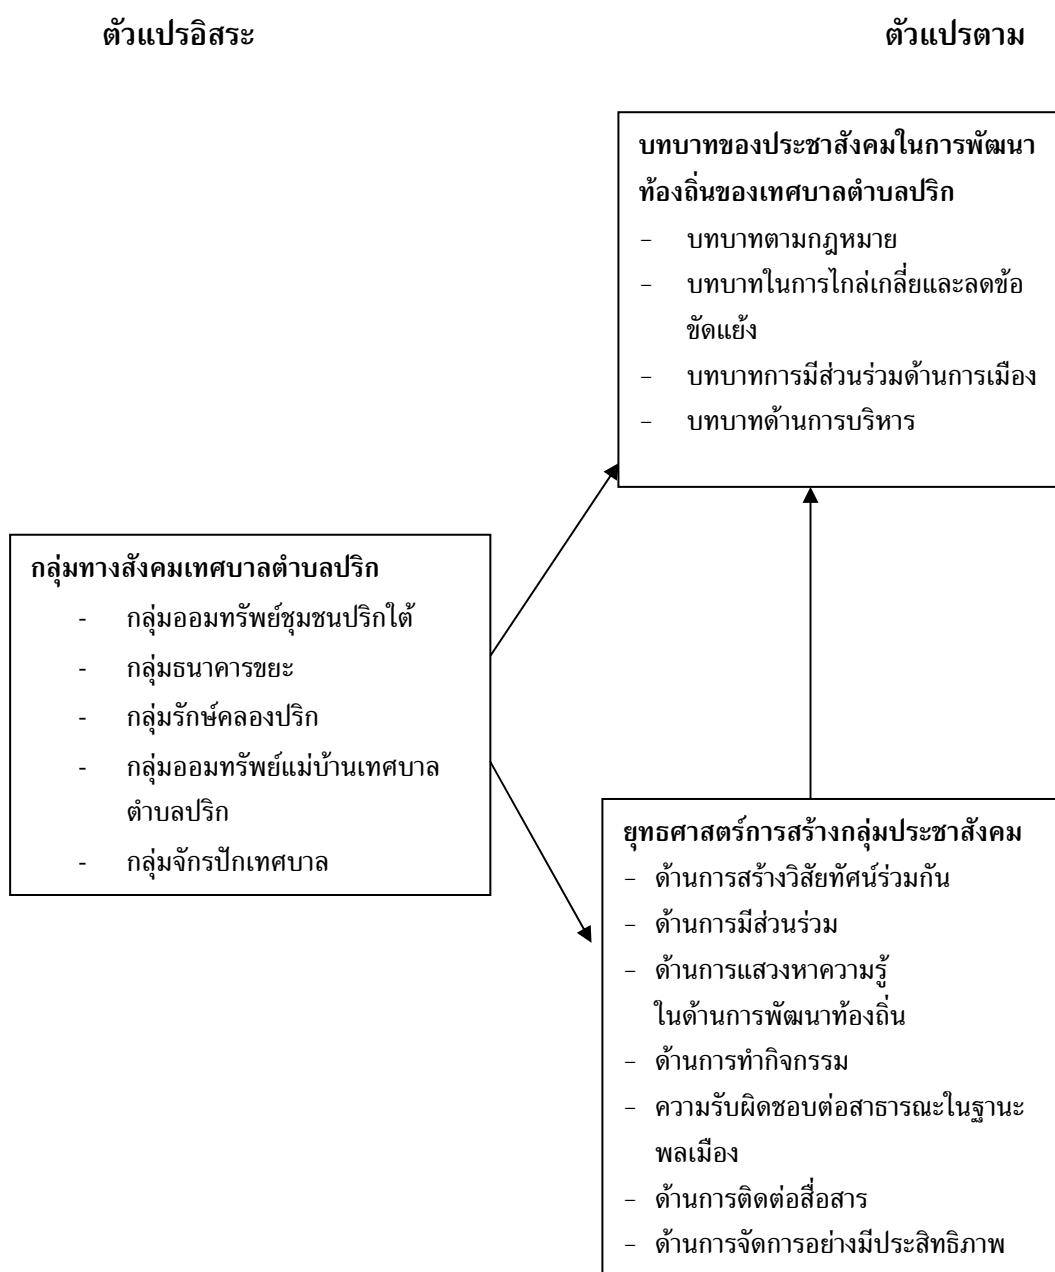 ตัวแปรอิสระ
ตัวแปรตาม
บทบาทของประชาสังคมในการพัฒนา
ท้องถิ่นของเทศบาลตำบลปริก
– บทบาทตามกฎหมาย
– บทบาทในการไกล่เกลี่ยและลดข้อ
ขัดแย้ง
– บทบาทการมีส่วนร่วมด้านการเมือง
– บทบาทด้านการบริหาร
กลุ่มทางสังคมเทศบาลตำบลปริก
- กลุ่มออมทรัพย์ชุมชนปริกใต้
- กลุ่มธนาคารขยะ
- กลุ่มรักษ์คลองปริก
- กลุ่มออมทรัพย์แม่บ้านเทศบาล
ตำบลปริก
- กลุ่มจักรปักเทศบาล
ยุทธศาสตร์การสร้างกลุ่มประชาสังคม
– ด้านการสร้างวิสัยทัศน์ร่วมกัน
– ด้านการมีส่วนร่วม
– ด้านการแสวงหาความรู้
ในด้านการพัฒนาท้องถิ่น
– ด้านการทำกิจกรรม
– ความรับผิดชอบต่อสาธารณะในฐานะ
พลเมือง
– ด้านการติดต่อสื่อสาร
– ด้านการจัดการอย่างมีประสิทธิภาพ